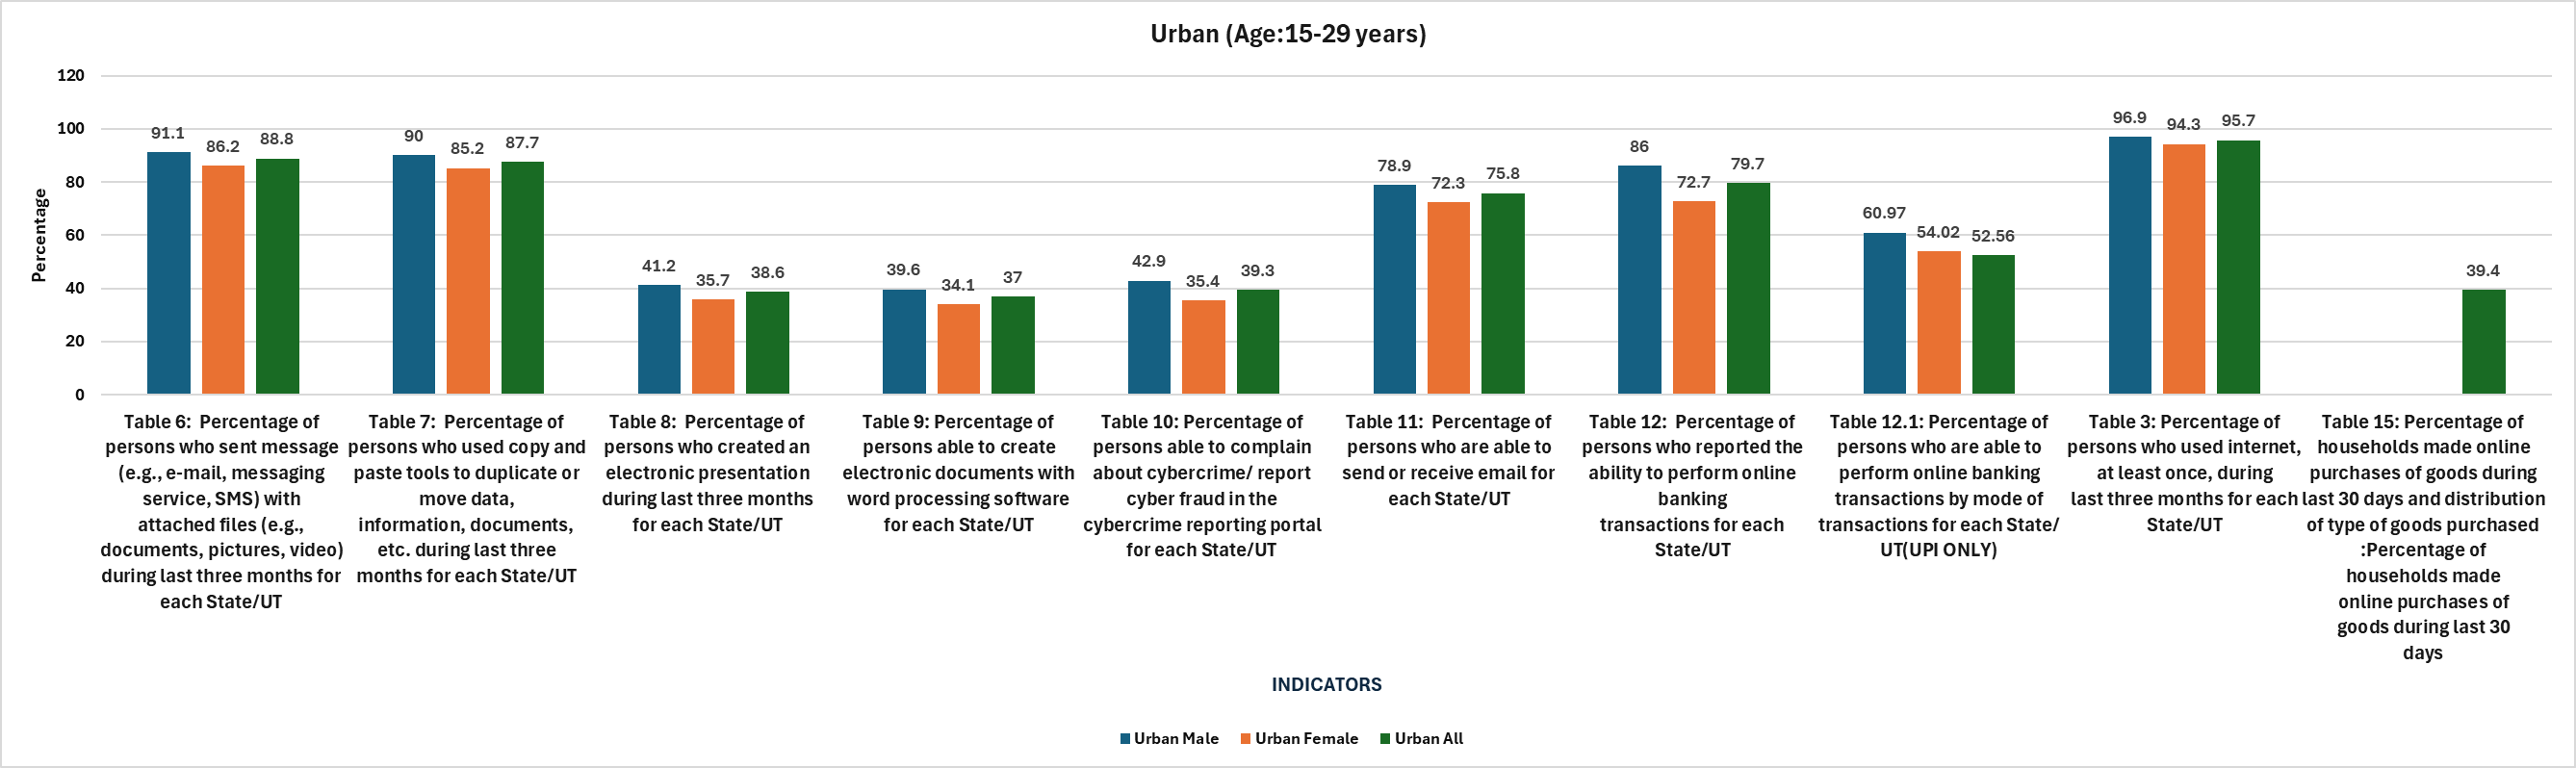 Urban (Age:15-29 years)
Percentage
120
100
80
60
40
20
0
91.1
86.2
88.8
90
85.2
87.7
41.2
35.7
38.6
39.6
34.1
37
42.9
35.4
39.3
78.9
72.3
75.8
86
72.7
79.7
60.97
54.02
52.56
96.9
94.3
95.7
39.4
Table 6: Percentage of
persons who sent message
(e.g., e-mail, messaging
service, SMS) with
attached files (e.g.,
documents, pictures, video)
during last three months for
each State/UT
Table 7: Percentage of
persons who used copy and
paste tools to duplicate or
move data,
information, documents,
etc. during last three
months for each State/UT
Table 8: Percentage of
persons who created an
electronic presentation
during last three months
for each State/UT
Table 9: Percentage of
persons able to create
electronic documents with
word processing software
for each State/UT
Table 10: Percentage of
persons able to complain
about cybercrime/ report
cyber fraud in the
cybercrime reporting portal
for each State/UT
Table 11: Percentage of
persons who are able to
send or receive email for
each State/UT
Table 12: Percentage of
persons who reported the
ability to perform online
banking
transactions for each
State/UT
Table 12.1: Percentage of
persons who are able to
perform online banking
transactions by mode of
transactions for each State/
UT(UPI ONLY)
Table 3: Percentage of
persons who used internet,
at least once, during
last three months for each
State/UT
Table 15: Percentage of
households made online
purchases of goods during
last 30 days and distribution
of type of goods purchased
:Percentage of
households made
online purchases of
goods during last 30
days
INDICATORS
Urban Male
Urban Female
Urban All